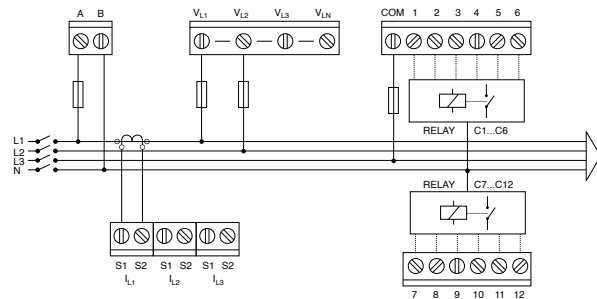 A B
VL1 VL2 VL3 VLN
COM 1 2 3 4 5 6
RELAY C1...C6
L1
L2
L3
N
RELAY C7...C12
S1 S2 S1 S2 S1 S2
IL1 IL2 IL3
7 8 9 10 11 12